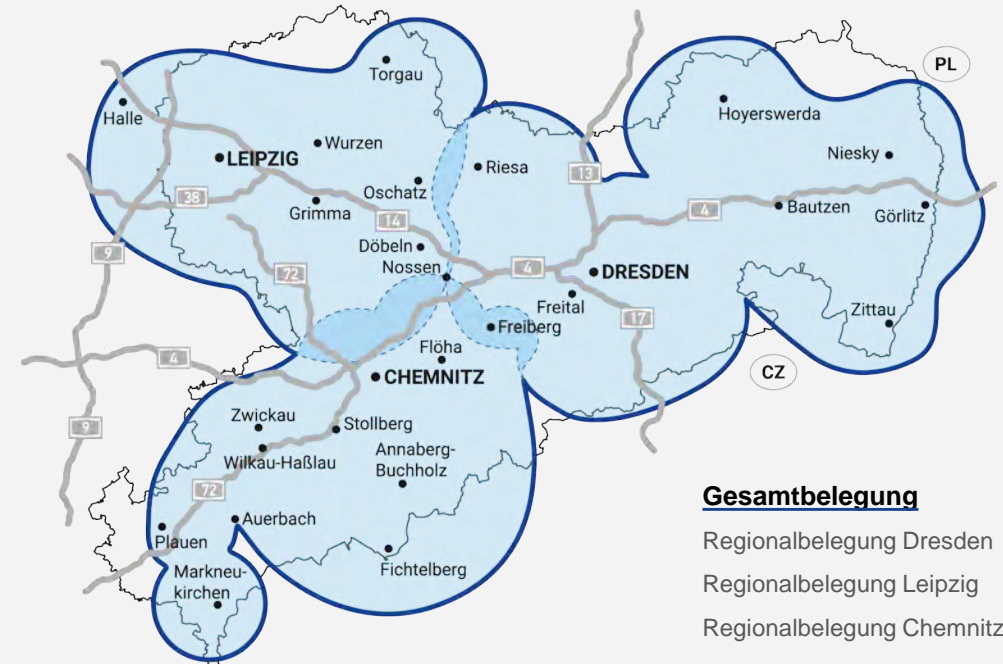 PL
Torgau
Halle
Hoyerswerda
Wurzen
LEIPZIG
Niesky
Riesa
13
Oschatz
38
Grimma
4
Bautzen
Görlitz
14
Döbeln
9
Nossen
4
72
DRESDEN
Freital
Zittau
17
Freiberg
Flöha
4
CZ
CHEMNITZ
Zwickau
9
Stollberg
Annaberg-
Buchholz
Wilkau-Haßlau
72
Auerbach
Plauen
Fichtelberg
Markneu-
kirchen
Gesamtbelegung
Regionalbelegung Dresden
Regionalbelegung Leipzig
Regionalbelegung Chemnitz